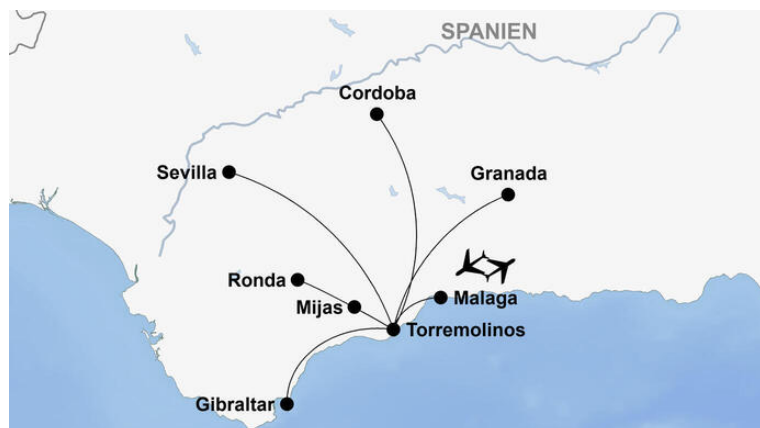 SPANIEN
Cordoba
Sevilla
Granada
Ronda
Mijas
Malaga
Torremolinos
Gibraltar